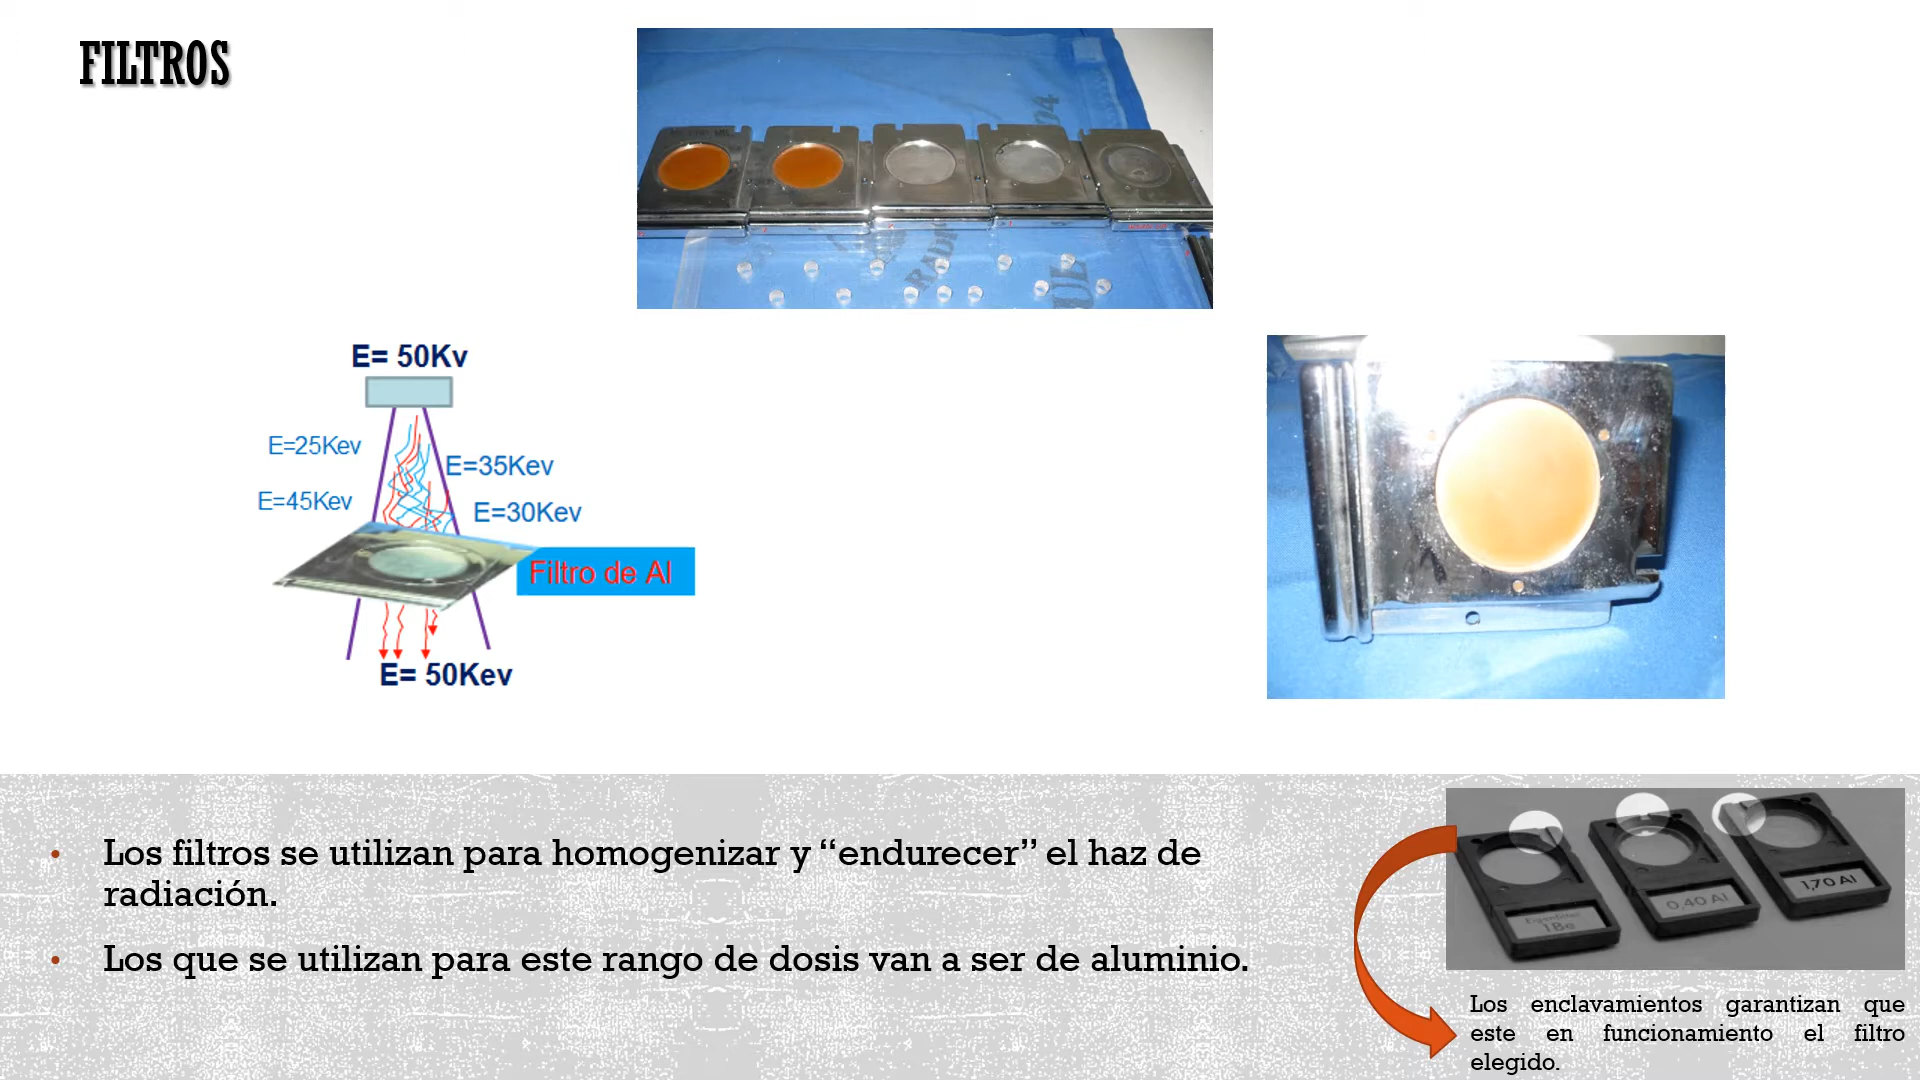 FILTROS
E= 50Kv
E=25Kev
E=35Kev
E=45Kev
E=30Kev
Filtro de Al
E= 50Kev
Los filtros se utilizan para homogenizar y “endurecer” el haz de
radiación.
Los que se utilizan para este rango de dosis van a ser de aluminio.
1,70 Al
0,40 Al
1Be
Los enclavamientos garantizan que
este en funcionamiento el filtro
elegido.